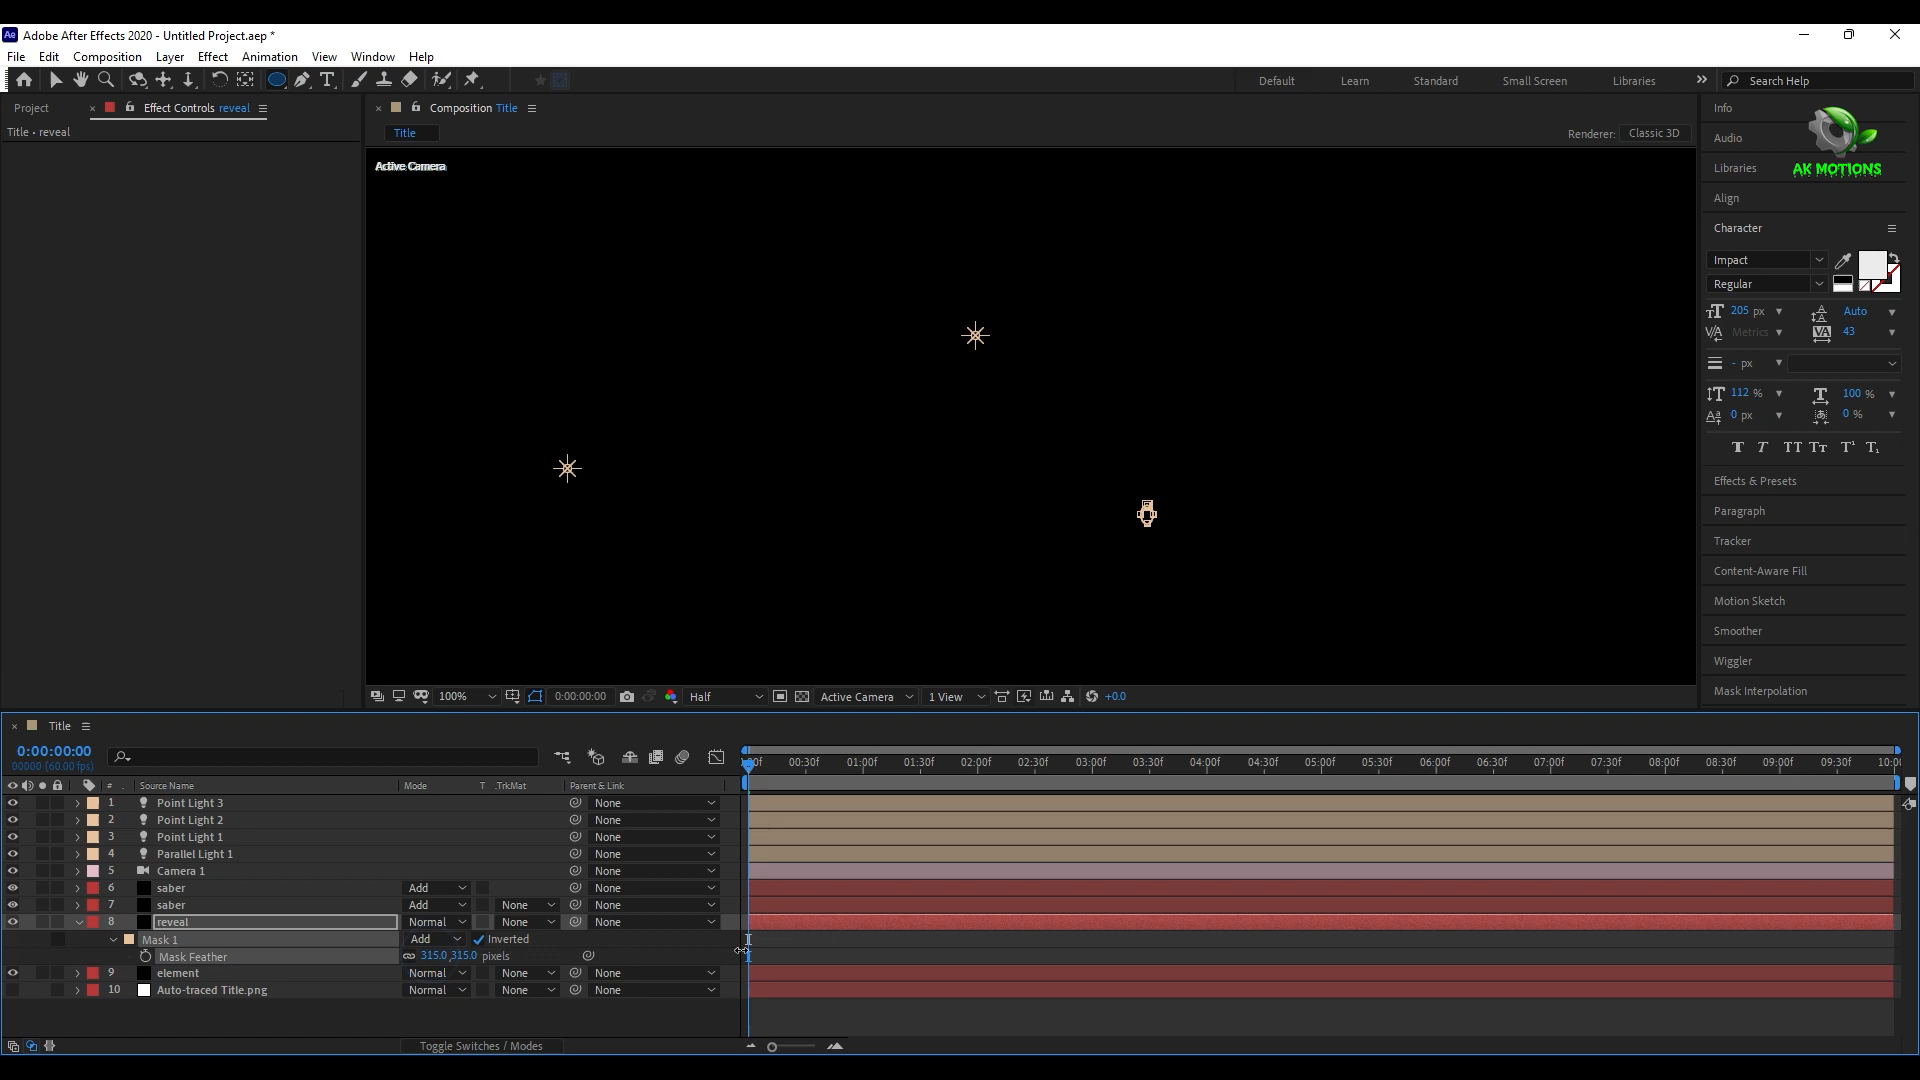 Ae Adobe After Effects 2020 - Untitled Project.aep *
File Edit Composition Layer Effect Animation View Window Help
Default Learn Standard Small Screen Libraries Search Help
Project Effect Controls reveal
Title • reveal
Composition Title
Title
Renderer: Classic 3D
Active Camera
Info
Audio
Libraries
AK MOTIONS
Align
Character
Impact
Regular
205 px Auto
Metrics 43
- px
112 % 100 %
0 px 0 %
Effects & Presets
Paragraph
Tracker
Content-Aware Fill
Motion Sketch
Smoother
Wiggler
Mask Interpolation
100% 0:00:00:00 Half Active Camera 1 View +0.0
Title
0:00:00:00
00000 (60.00 fps)
00:30f 01:00f 01:30f 02:00f 02:30f 03:00f 03:30f 04:00f 04:30f 05:00f 05:30f 06:00f 06:30f 07:00f 07:30f 08:00f 08:30f 09:00f 09:30f
# Source Name Mode T .TrkMat Parent & Link
1 Point Light 3 None
2 Point Light 2 None
3 Point Light 1 None
4 Parallel Light 1 None
5 Camera 1 None
6 saber Add None
7 saber Add None None
8 reveal Normal None None
Mask 1 Add Inverted
Mask Feather 315.0,315.0 pixels
9 element Normal None None
10 Auto-traced Title.png Normal None None
Toggle Switches / Modes